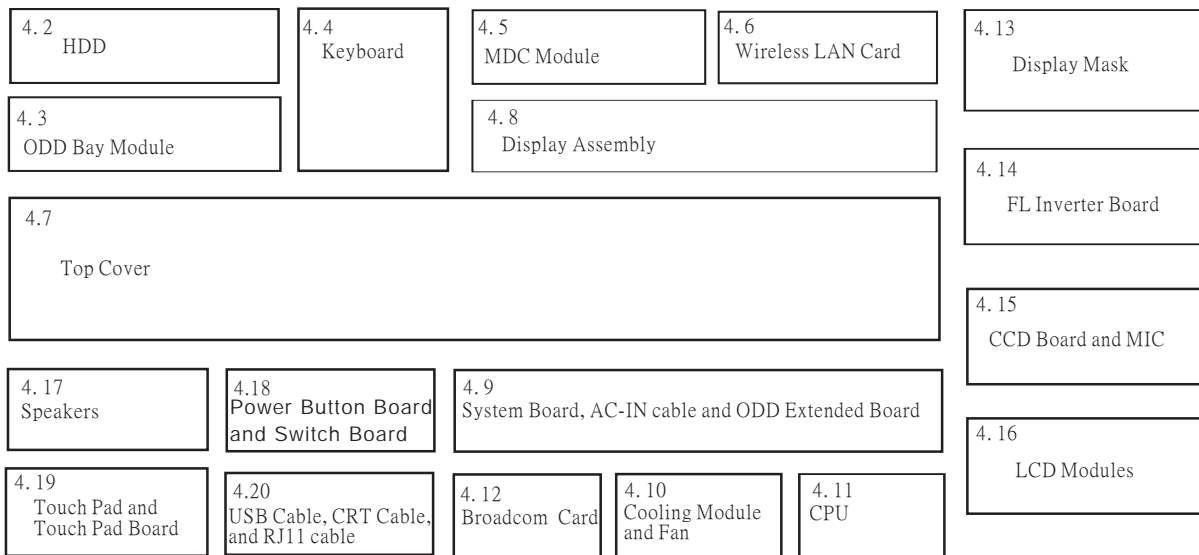 4.2
HDD
4.4
Keyboard
4.5
MDC Module
4.6
Wireless LAN Card
4.13
Display Mask
4.3
ODD Bay Module
4.8
Display Assembly
4.14
FL Inverter Board
4.7
Top Cover
4.15
CCD Board and MIC
4.17
Speakers
4.18
Power Button Board
and Switch Board
4.9
System Board, AC-IN cable and ODD Extended Board
4.16
LCD Modules
4.19
Touch Pad and
Touch Pad Board
4.20
USB Cable, CRT Cable,
and RJ11 cable
4.12
Broadcom Card
4.10
Cooling Module
and Fan
4.11
CPU